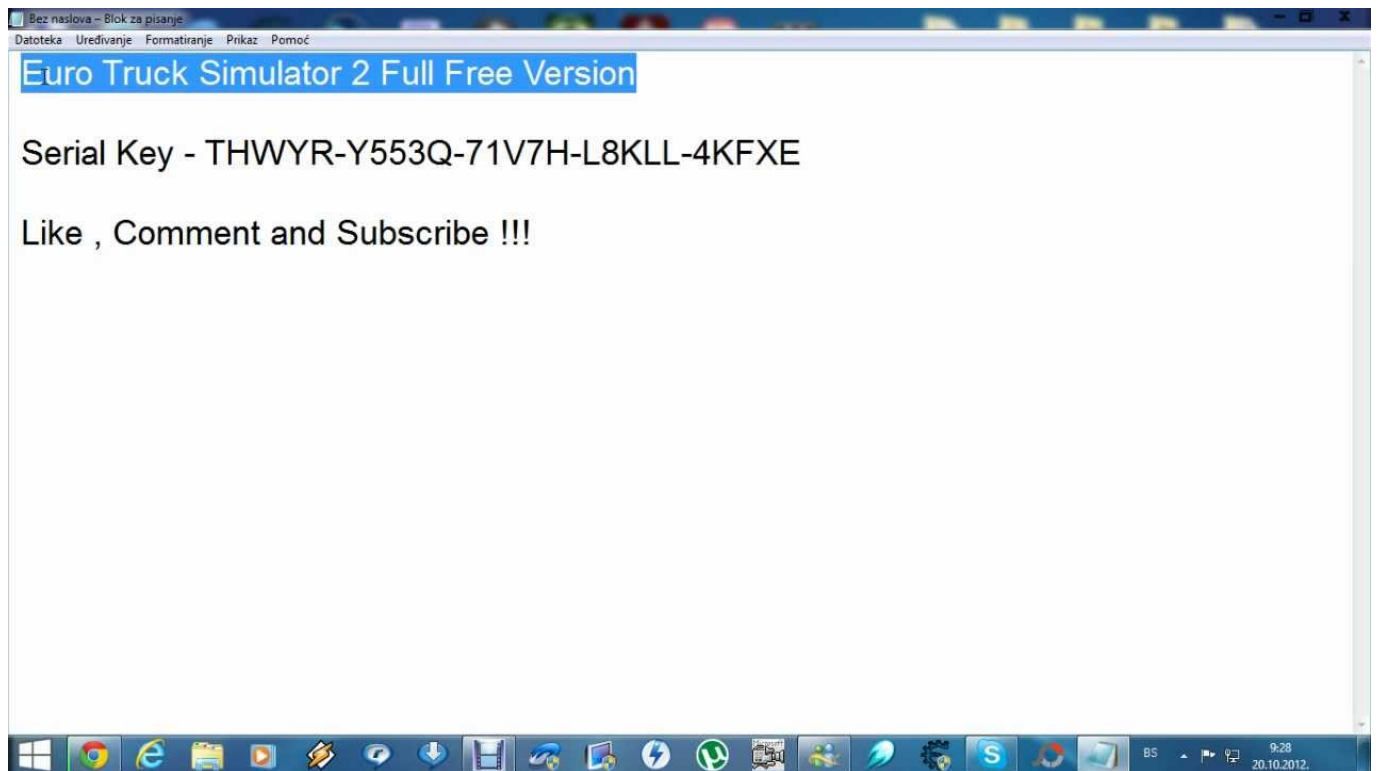 Bez naslova – Blok za pisanje
Datoteka Uređivanje Formatiranje Prikaz Pomoć
Euro Truck Simulator 2 Full Free Version
Serial Key - THWYR-Y553Q-71V7H-L8KLL-4KFXE
Like , Comment and Subscribe !!!
BS
9:28
20.10.2012.